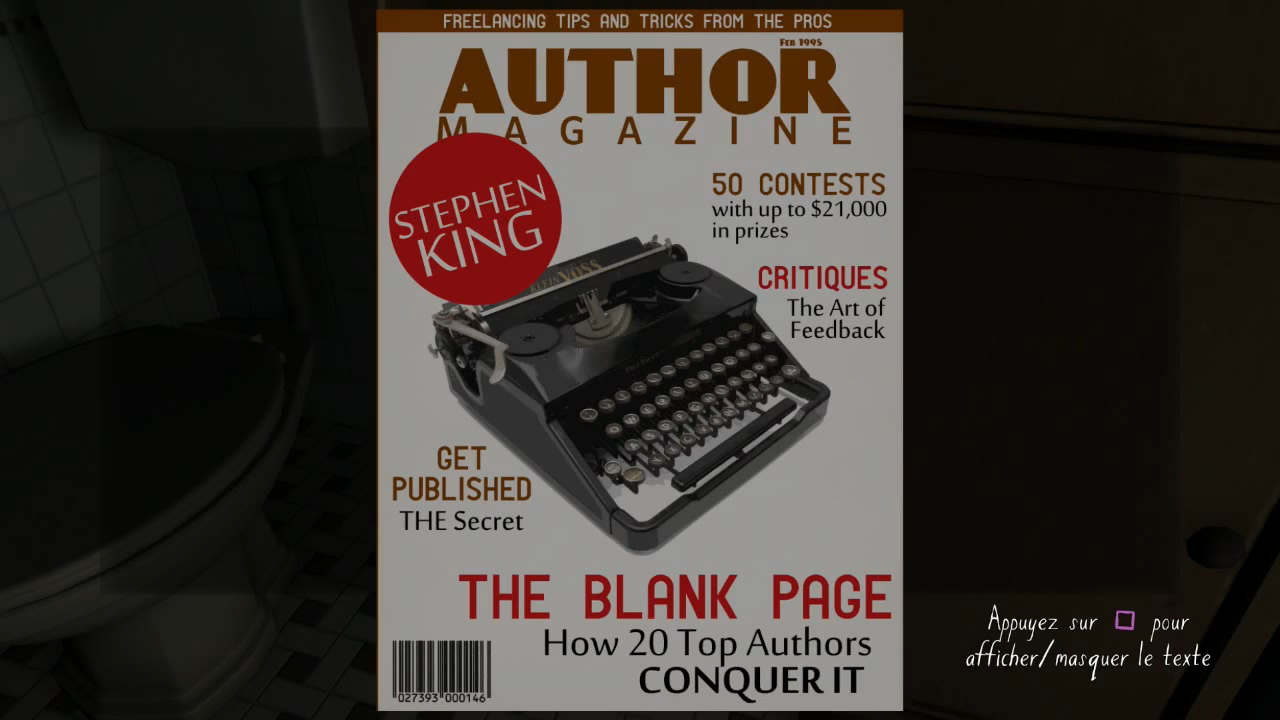 FREELANCING TIPS AND TRICKS FROM THE PROS
FEB 1995
AUTHOR
MAGAZINE
STEPHEN
KING
50 CONTESTS
with up to $21,000
in prizes
CRITIQUES
The Art of
Feedback
KLEIN VOSS
GET
PUBLISHED
THE Secret
THE BLANK PAGE
How 20 Top Authors
CONQUER IT
027393 000146
Appuyez sur pour
afficher/masquer le texte